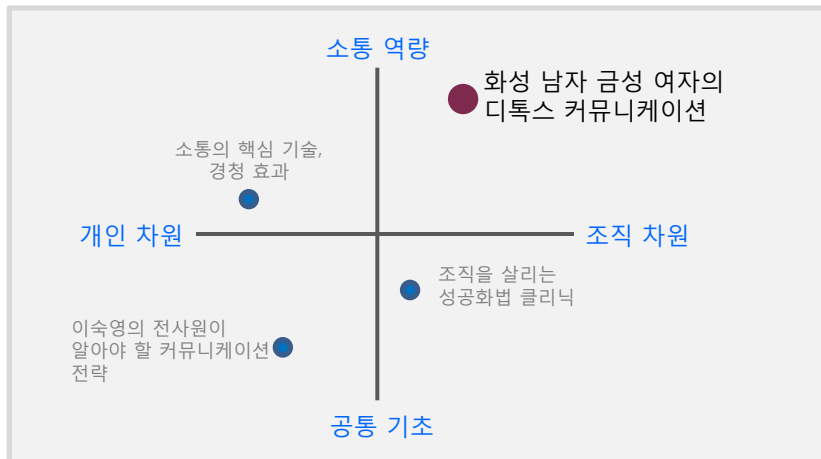 소통 역량
화성 남자 금성 여자의
디톡스 커뮤니케이션
소통의 핵심 기술,
경청 효과
개인 차원
조직 차원
조직을 살리는
성공화법 클리닉
이숙영의 전사원이
알아야 할 커뮤니케이션
전략
공통 기초